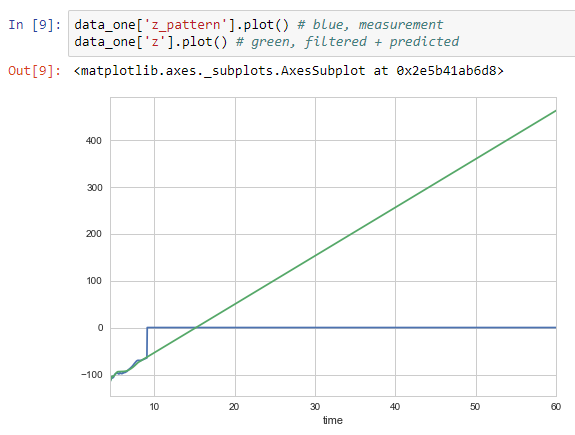 In [9]: data_one['z_pattern'].plot() # blue, measurement
data_one['z'].plot() # green, filtered + predicted
Out[9]: <matplotlib.axes._subplots.AxesSubplot at 0x2e5b41ab6d8>
400
300
200
100
0
−100
10 20 30 40 50 60
time